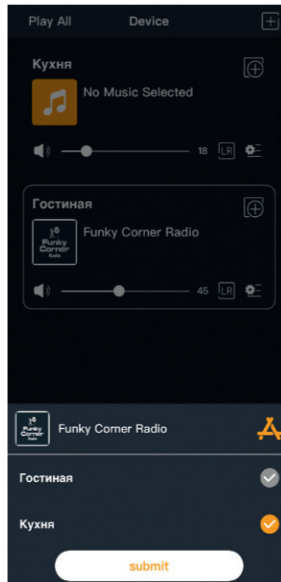 Play All Device
Кухня
No Music Selected
18 LR
Гостиная
Funky Corner Radio
Funky
Corner
Radio
45 LR
Funky
Corner
Radio
Funky Corner Radio
Гостиная
Кухня
submit